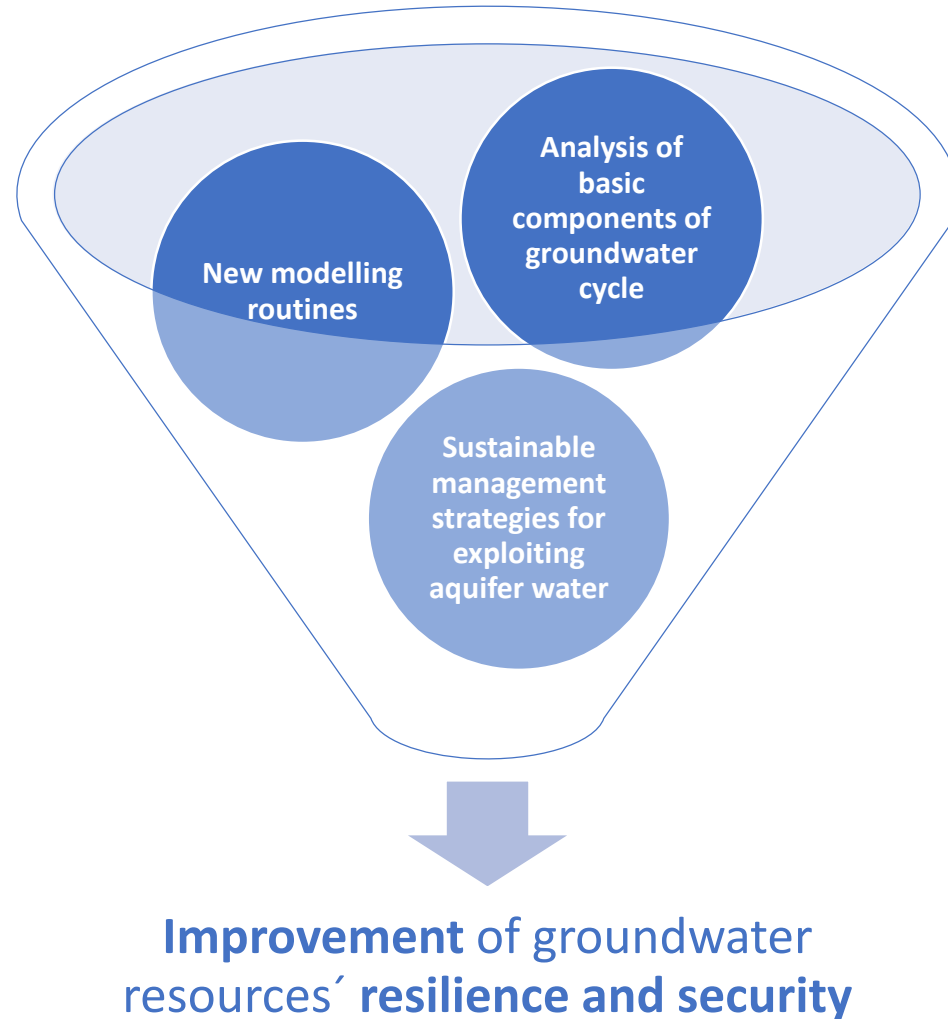 Analysis of
basic
components of
groundwater
cycle
New modelling
routines
Sustainable
management
strategies for
exploiting
aquifer water
Improvement of groundwater
resources´ resilience and security